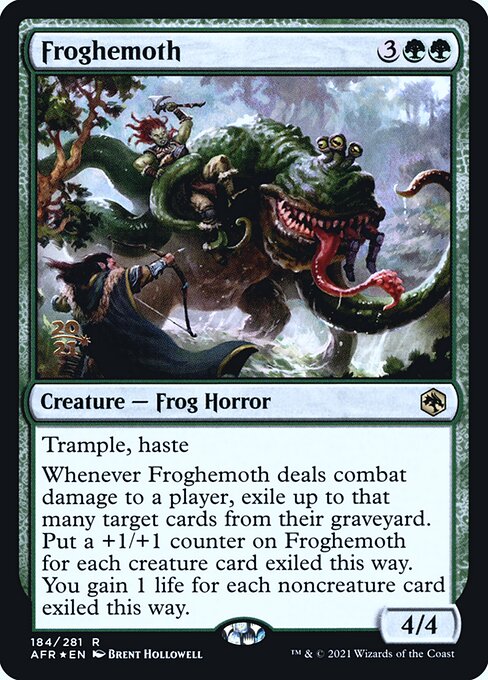 Froghemoth 3
20
21
Creature — Frog Horror
Trample, haste
Whenever Froghemoth deals combat
damage to a player, exile up to that
many target cards from their graveyard.
Put a +1/+1 counter on Froghemoth
for each creature card exiled this way.
You gain 1 life for each noncreature card
exiled this way.
4/4
184/281 R
AFR ★ EN Brent Hollowell
™ & © 2021 Wizards of the Coast